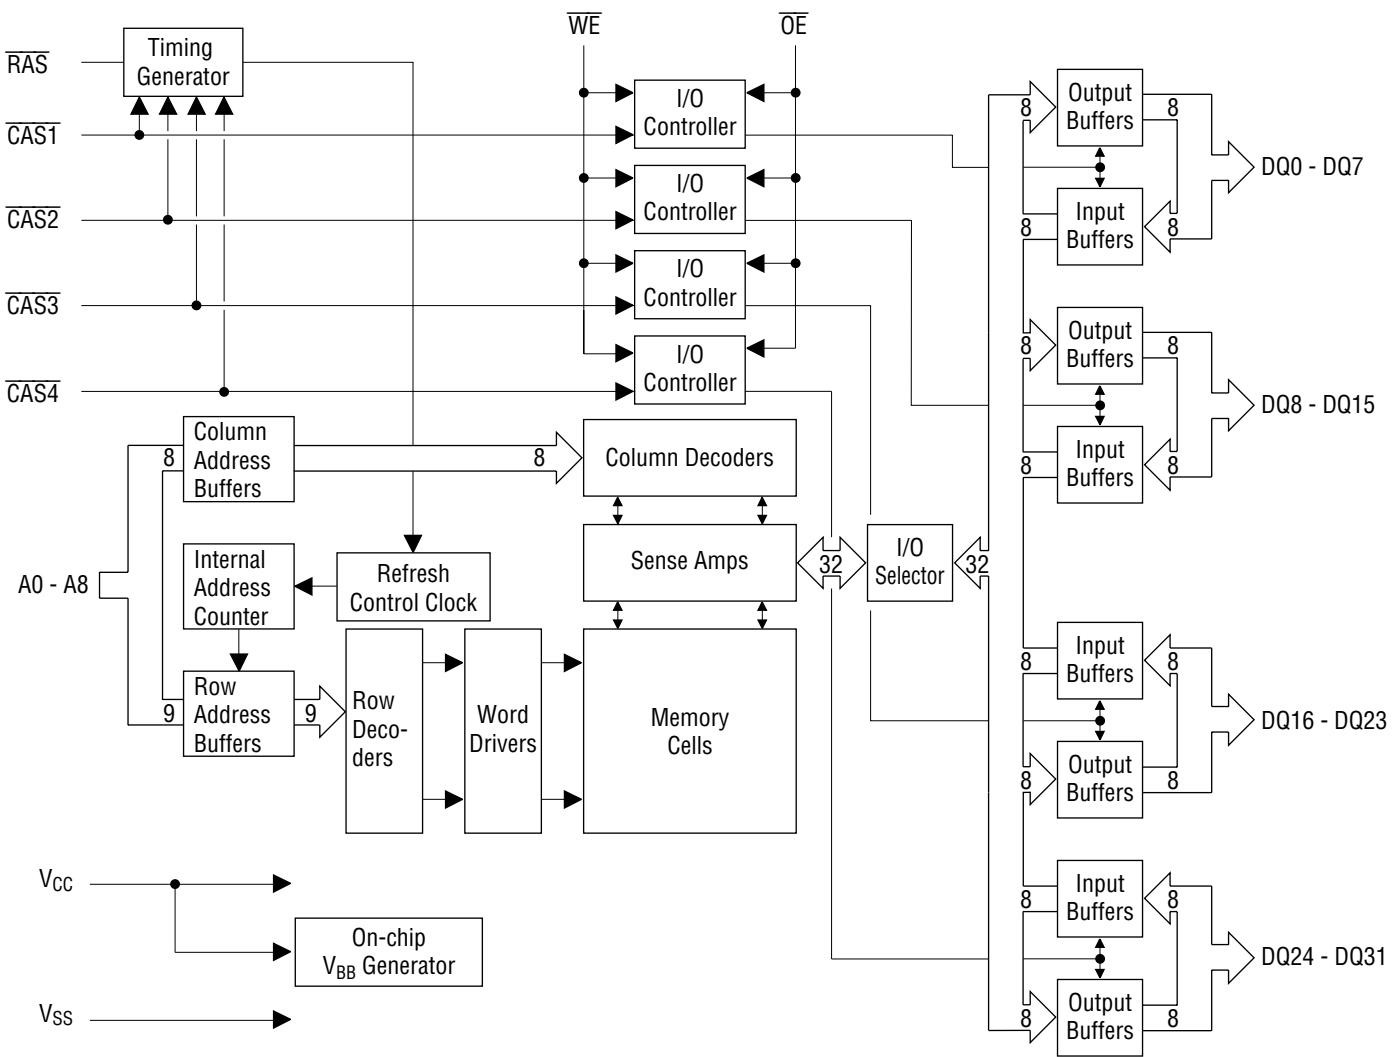 WE
OE
RAS
Timing
Generator
CAS1
CAS2
CAS3
CAS4
I/O
Controller
I/O
Controller
I/O
Controller
I/O
Controller
Column
Address
Buffers
8
8
Column Decoders
Sense Amps
32
I/O
Selector
32
A0 - A8
Internal
Address
Counter
Refresh
Control Clock
Row
Address
Buffers
9
9
Row
Deco-
ders
Word
Drivers
Memory
Cells
VCC
On-chip
VBB Generator
VSS
8
Output
Buffers
8
DQ0 - DQ7
8
Input
Buffers
8
8
Output
Buffers
8
DQ8 - DQ15
8
Input
Buffers
8
8
Input
Buffers
8
DQ16 - DQ23
8
Output
Buffers
8
8
Input
Buffers
8
DQ24 - DQ31
8
Output
Buffers
8